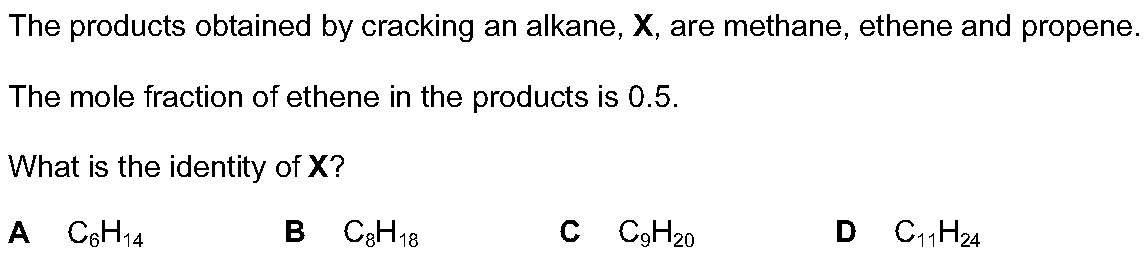 The products obtained by cracking an alkane, X, are methane, ethene and propene.
The mole fraction of ethene in the products is 0.5.
What is the identity of X?
A C₆H₁₄ B C₈H₁₈ C C₉H₂₀ D C₁₁H₂₄